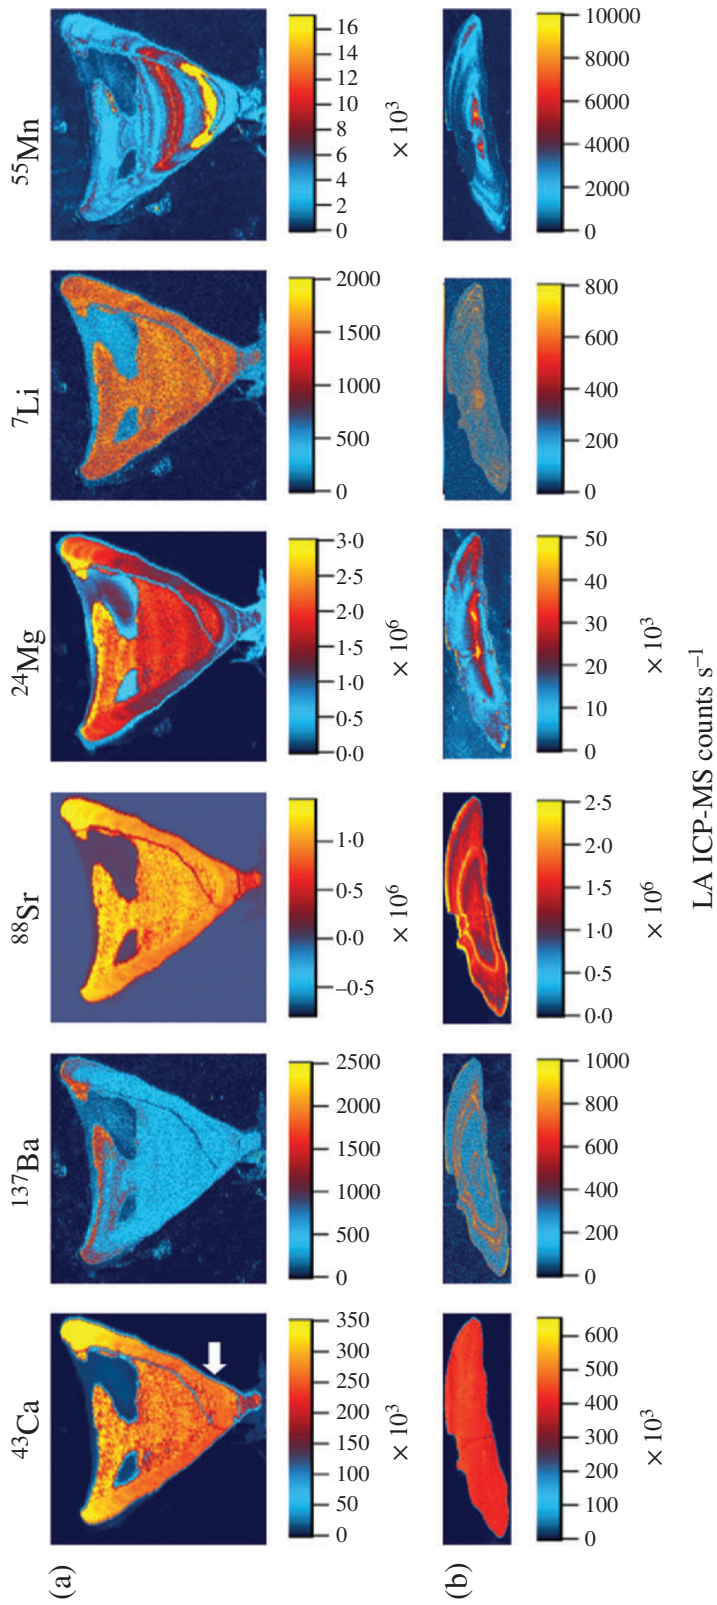 (a)
⁴³Ca
¹³⁷Ba
⁸⁸Sr
²⁴Mg
⁷Li
⁵⁵Mn
0 50 100 150 200 250 300 350
× 10³
0 500 1000 1500 2000 2500
–0·5 0·0 0·5 1·0
× 10⁶
0·0 0·5 1·0 1·5 2·0 2·5 3·0
× 10⁶
0 500 1000 1500 2000
0 2 4 6 8 10 12 14 16
× 10³
(b)
0 100 200 300 400 500 600
× 10³
0 200 400 600 800 1000
0·0 0·5 1·0 1·5 2·0 2·5
× 10⁶
0 10 20 30 40 50
× 10³
0 200 400 600 800
0 2000 4000 6000 8000 10000
LA ICP-MS counts s⁻¹